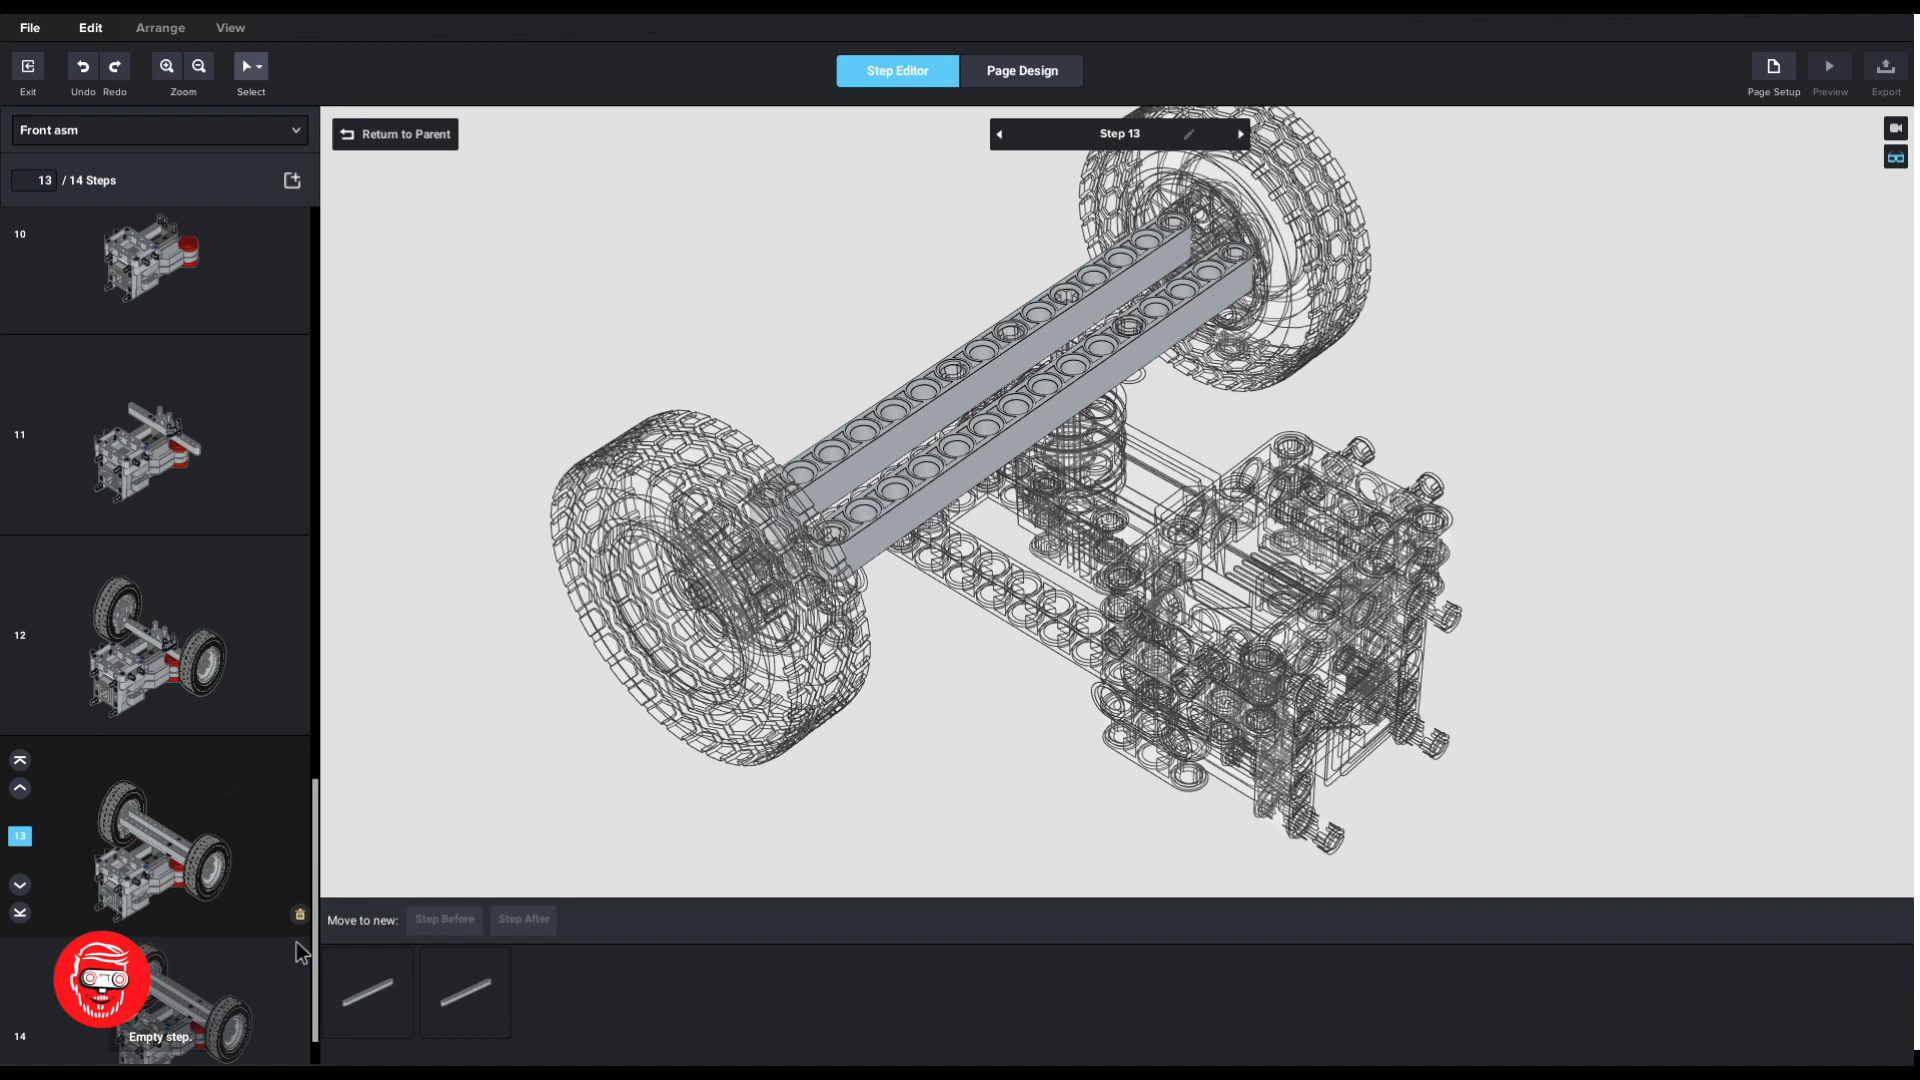 File Edit Arrange View
Exit Undo Redo Zoom Select
Step Editor Page Design
Page Setup Preview Export
Front asm
Return to Parent
Step 13
13 / 14 Steps
10
11
12
13
14
Empty step.
Move to new: Step Before Step After